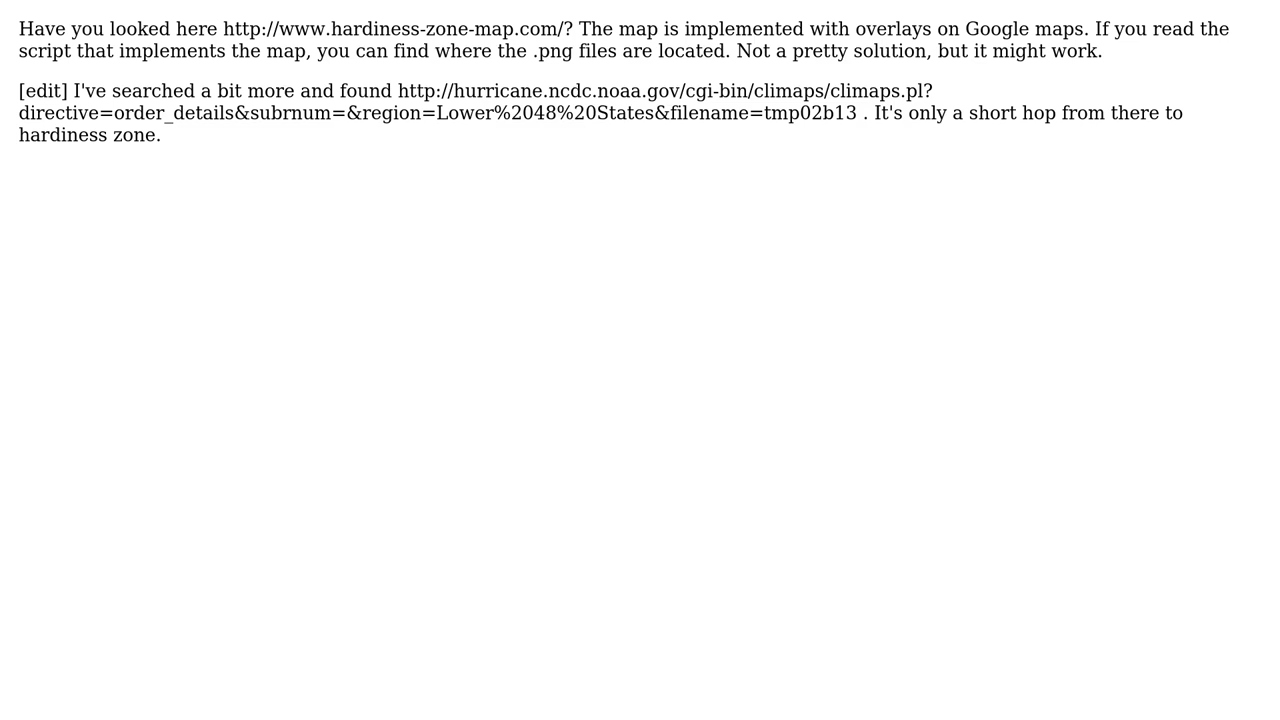 Have you looked here http://www.hardiness-zone-map.com/? The map is implemented with overlays on Google maps. If you read the
script that implements the map, you can find where the .png files are located. Not a pretty solution, but it might work.
[edit] I've searched a bit more and found http://hurricane.ncdc.noaa.gov/cgi-bin/climaps/climaps.pl?
directive=order_details&subrnum=&region=Lower%2048%20States&filename=tmp02b13 . It's only a short hop from there to
hardiness zone.